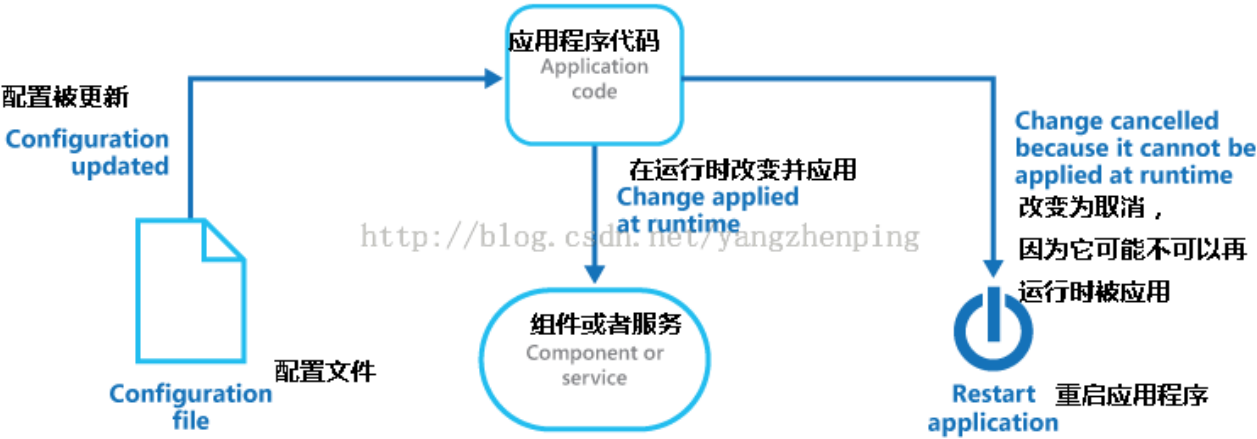 应用程序代码
Application
code
配置被更新
Configuration
updated
在运行时改变并应用
Change applied
at runtime
Change cancelled
because it cannot be
applied at runtime
改变为取消，
因为它可能不可以再
运行时被应用
http://blog.csdn.net/yangzhenping
组件或者服务
Component or
service
配置文件
Configuration
file
Restart
application
重启应用程序